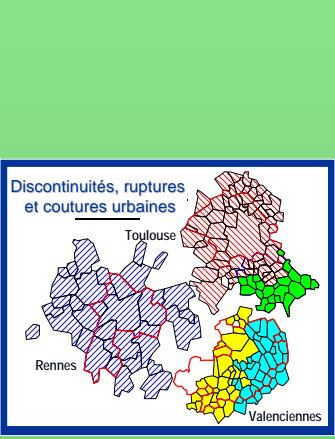 Discontinuités, ruptures
et coutures urbaines
Toulouse
Rennes
Valenciennes